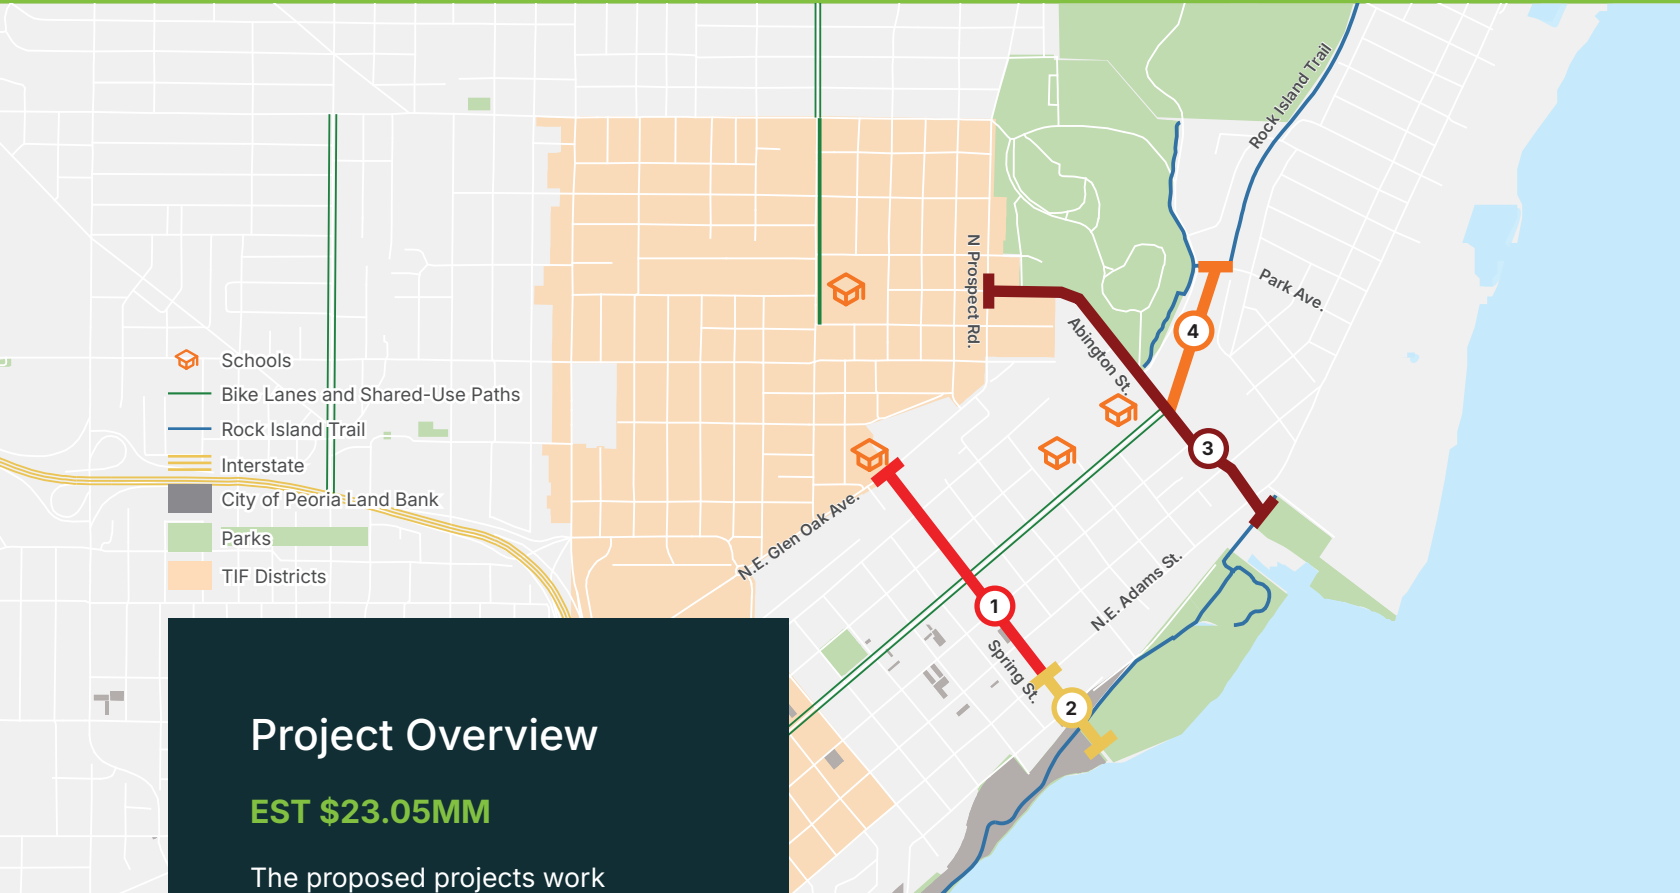 Rock Island Trail
N Prospect Rd.
Park Ave.
Abington St.
4
3
Schools
Bike Lanes and Shared-Use Paths
Rock Island Trail
Interstate
City of Peoria Land Bank
Parks
TIF Districts
N.E. Glen Oak Ave.
N.E. Adams St.
1
Spring St.
2
Project Overview
EST $23.05MM
The proposed projects work